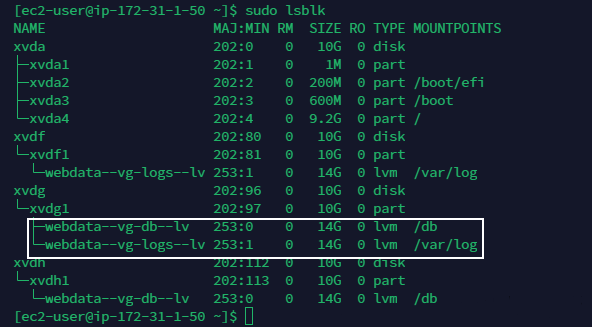 [ec2-user@ip-172-31-1-50 ~]$ sudo lsblk
NAME                    MAJ:MIN RM  SIZE RO TYPE MOUNTPOINTS
xvda                    202:0    0   10G  0 disk
├─xvda1                 202:1    0    1M  0 part
├─xvda2                 202:2    0  200M  0 part /boot/efi
├─xvda3                 202:3    0  600M  0 part /boot
└─xvda4                 202:4    0  9.2G  0 part /
xvdf                    202:80   0   10G  0 disk
└─xvdf1                 202:81   0   10G  0 part
  └─webdata--vg-logs--lv 253:1   0   14G  0 lvm  /var/log
xvdg                    202:96   0   10G  0 disk
└─xvdg1                 202:97   0   10G  0 part
  ├─webdata--vg-db--lv  253:0    0   14G  0 lvm  /db
  └─webdata--vg-logs--lv 253:1   0   14G  0 lvm  /var/log
xvdh                    202:112  0   10G  0 disk
└─xvdh1                 202:113  0   10G  0 part
  └─webdata--vg-db--lv  253:0    0   14G  0 lvm  /db
[ec2-user@ip-172-31-1-50 ~]$